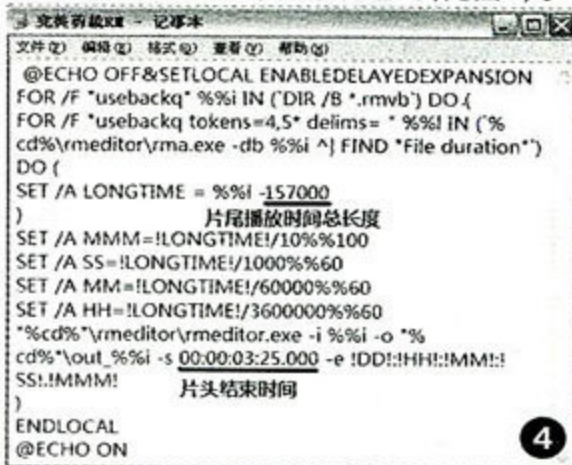 变换剪裁RM - 记事本
文件(F) 编辑(E) 格式(O) 查看(V) 帮助(H)
@ECHO OFF&SETLOCAL ENABLEDELAYEDEXPANSION
FOR /F "usebackq" %%i IN (`DIR /B *.rmvb`) DO (
FOR /F "usebackq tokens=4,5* delims= " %%I IN (`%
cd%\rmeditor\rma.exe -db %%i ^| FIND "File duration"`)
DO (
SET /A LONGTIME = %%I -157000
) 片尾播放时间总长度
SET /A MMM=!LONGTIME!/10%%100
SET /A SS=!LONGTIME!/1000%%60
SET /A MM=!LONGTIME!/60000%%60
SET /A HH=!LONGTIME!/3600000%%60
"%cd%"\rmeditor\rmeditor.exe -i %%i -o "%
cd%"\out_%%i -s 00:00:03:25.000 -e !DD!:!HH!:!MM!:!
SS!.!MMM! 片头结束时间
)
ENDLOCAL
@ECHO ON
4